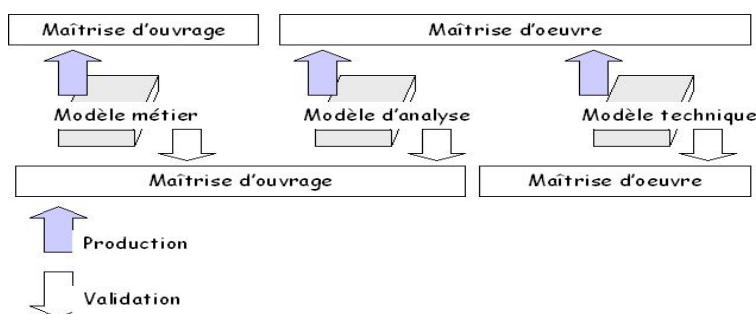 Maîtrise d'ouvrage Maîtrise d'oeuvre
Modèle métier Modèle d'analyse Modèle technique
Maîtrise d'ouvrage Maîtrise d'oeuvre
Production
Validation